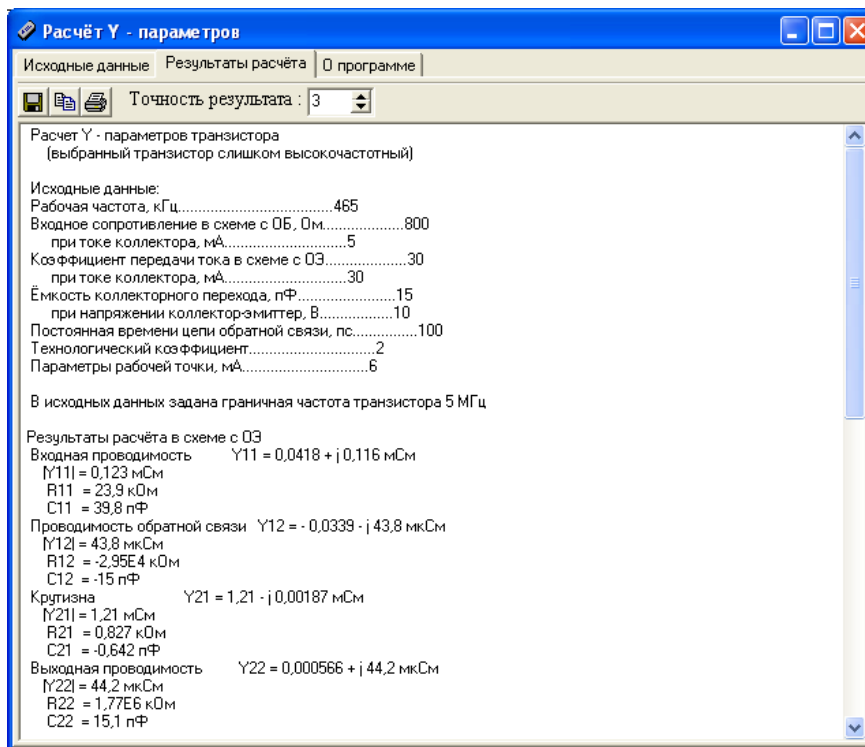 Расчёт Y - параметров
Исходные данные Результаты расчёта О программе
Точность результата : 3
Расчет Y - параметров транзистора
(выбранный транзистор слишком высокочастотный)
Исходные данные:
Рабочая частота, кГц...................................465
Входное сопротивление в схеме с ОБ, Ом....................800
при токе коллектора, мА...........................5
Коэффициент передачи тока в схеме с ОЭ....................30
при токе коллектора, мА...........................30
Ёмкость коллекторного перехода, пФ........................15
при напряжении коллектор-эмиттер, В.................10
Постоянная времени цепи обратной связи, пс................100
Технологический коэффициент...............................2
Параметры рабочей точки, мА...............................6
В исходных данных задана граничная частота транзистора 5 МГц
Результаты расчёта в схеме с ОЭ
Входная проводимость Y11 = 0,0418 + j 0,116 мСм
|Y11| = 0,123 мСм
R11 = 23,9 кОм
C11 = 39,8 пФ
Проводимость обратной связи Y12 = - 0,0339 - j 43,8 мкСм
|Y12| = 43,8 мкСм
R12 = -2,95E4 кОм
C12 = -15 пФ
Крутизна Y21 = 1,21 - j 0,00187 мСм
|Y21| = 1,21 мСм
R21 = 0,827 кОм
C21 = -0,642 пФ
Выходная проводимость Y22 = 0,000566 + j 44,2 мкСм
|Y22| = 44,2 мкСм
R22 = 1,77E6 кОм
C22 = 15,1 пФ